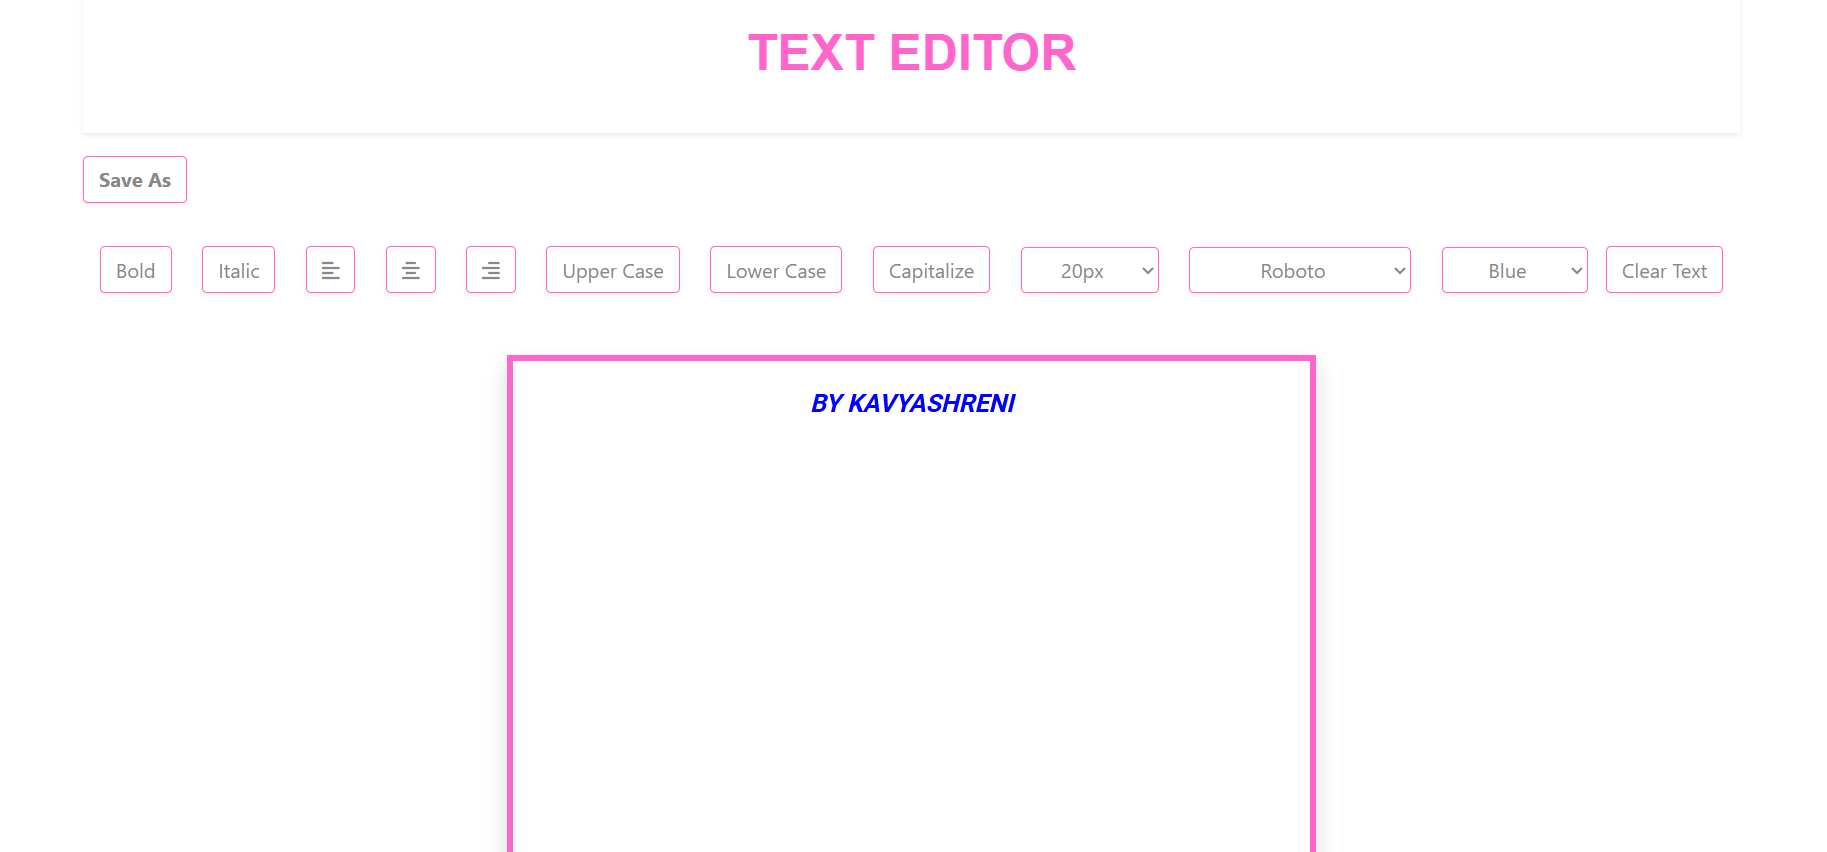 TEXT EDITOR
Save As
Bold Italic Upper Case Lower Case Capitalize 20px Roboto Blue Clear Text
BY KAVYASHRENI